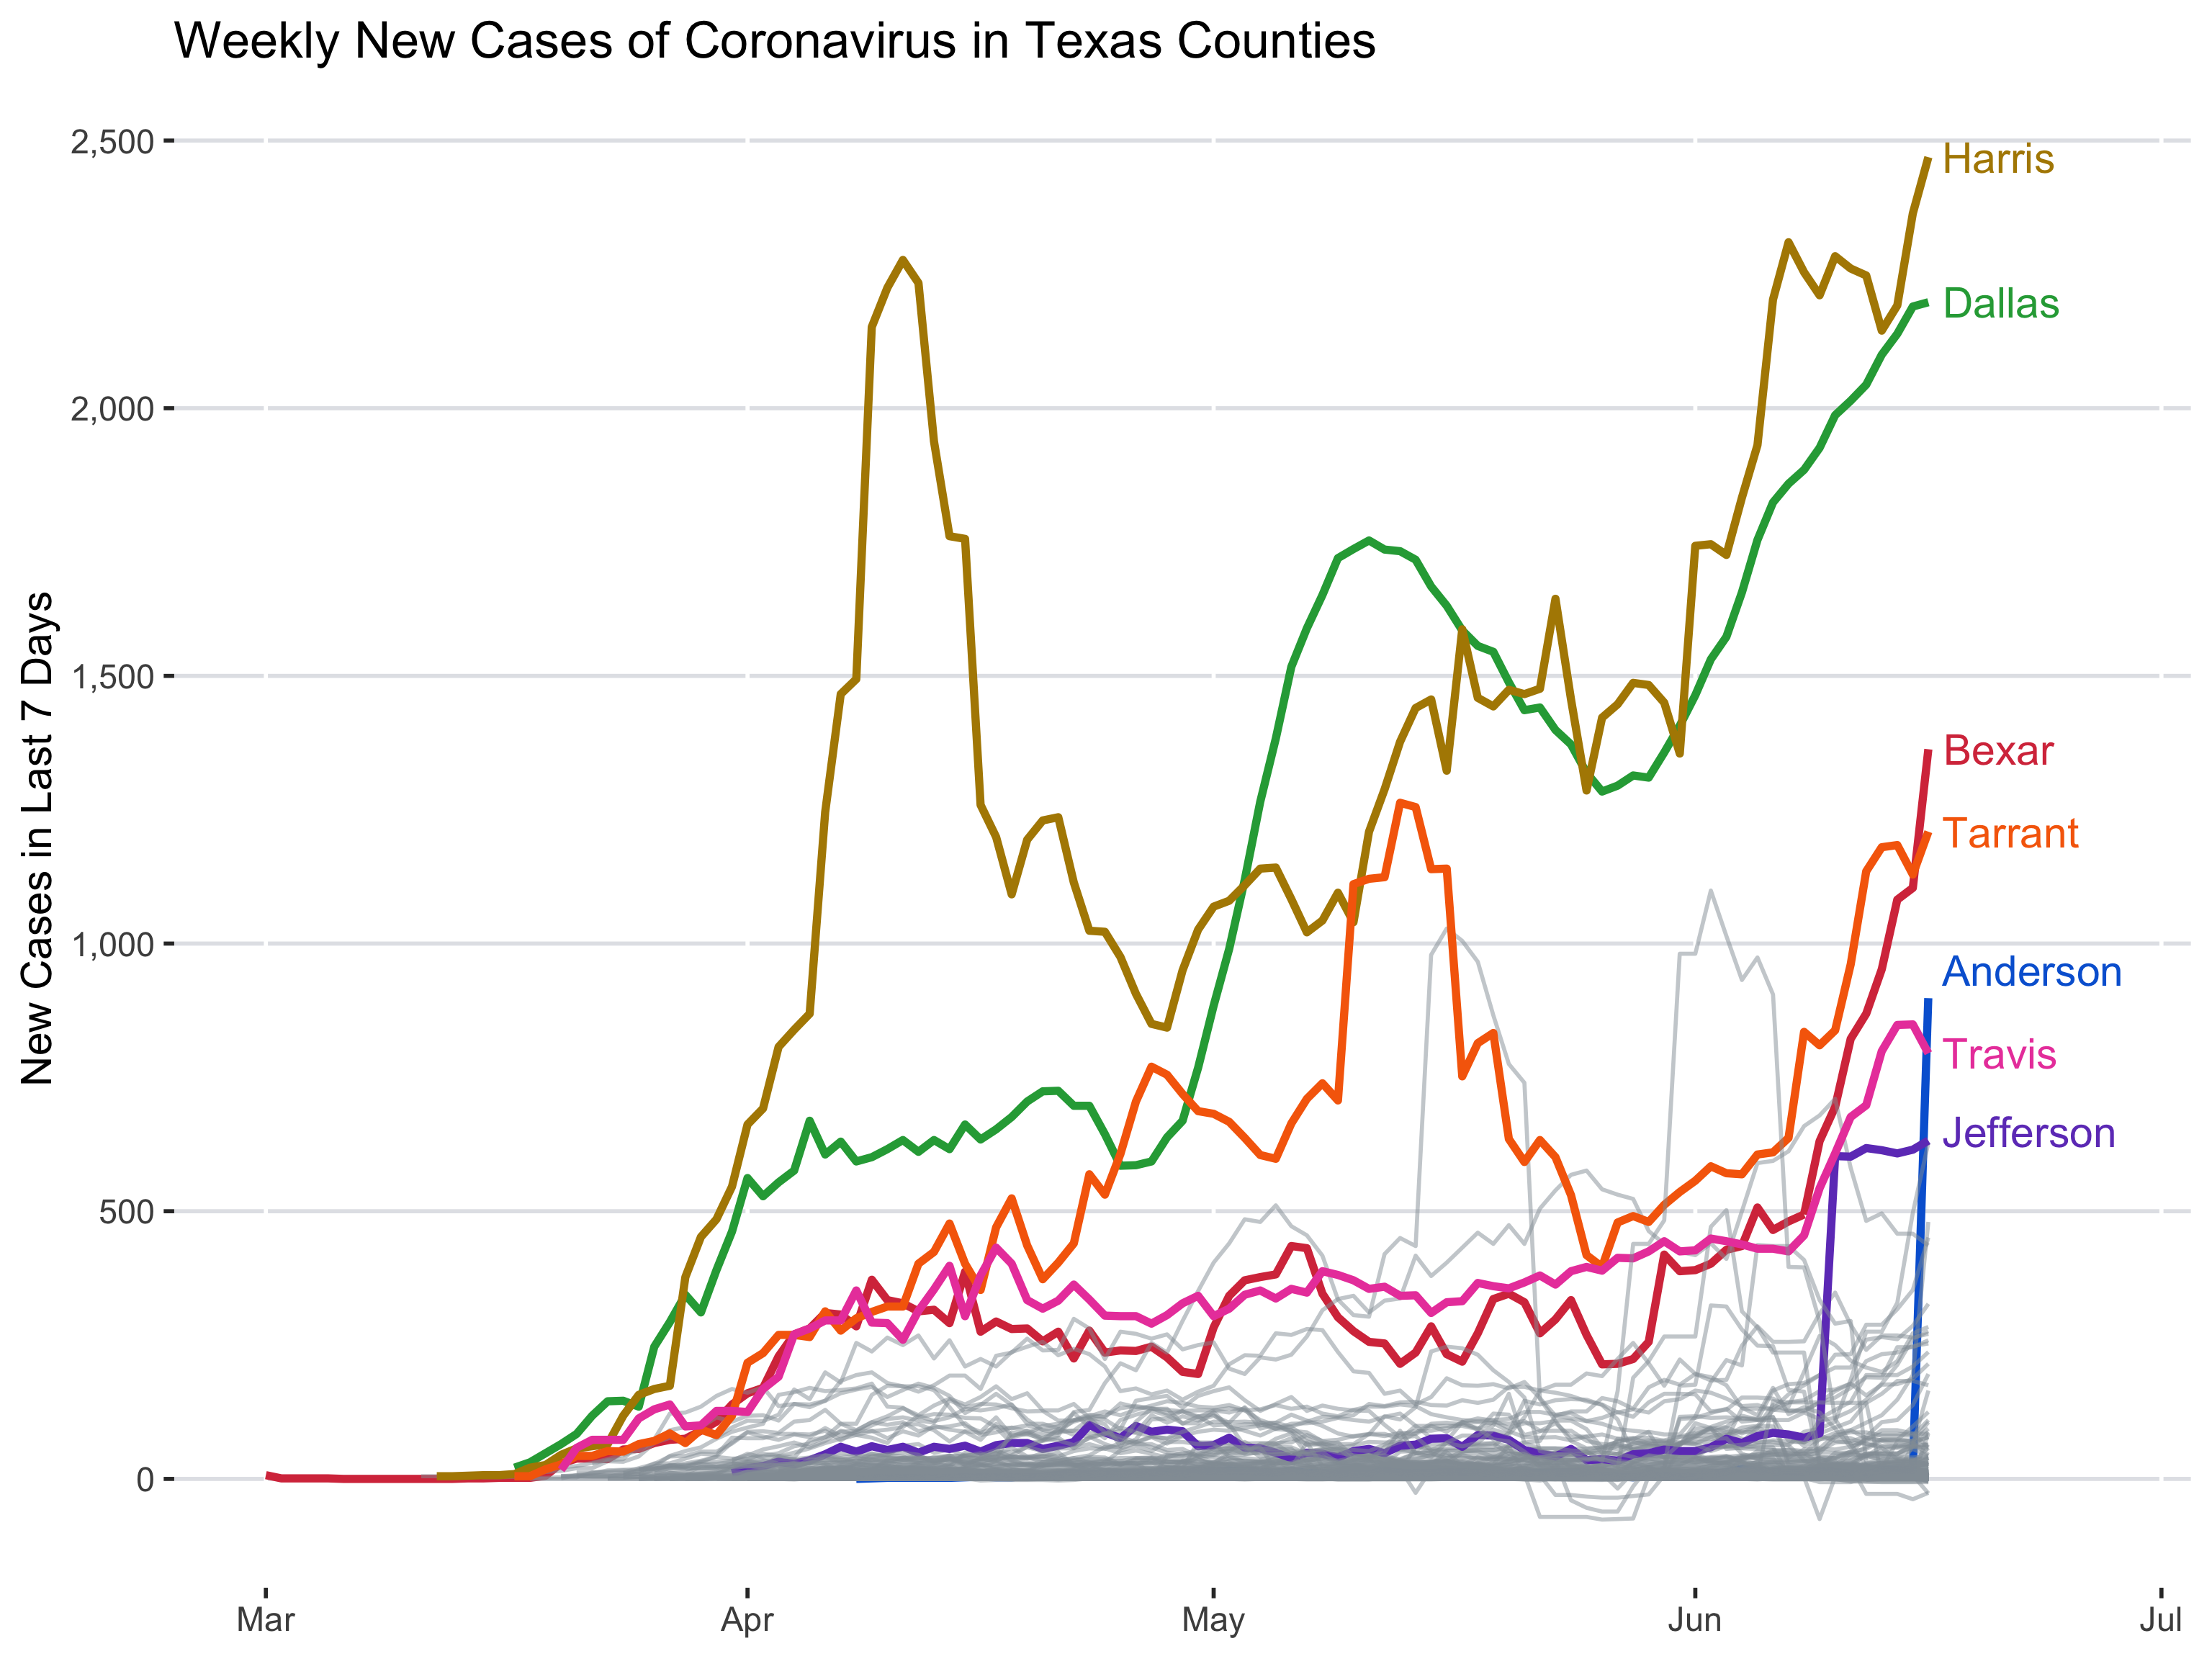 Weekly New Cases of Coronavirus in Texas Counties
New Cases in Last 7 Days
2,500
2,000
1,500
1,000
500
0
Harris
Dallas
Bexar
Tarrant
Anderson
Travis
Jefferson
Mar
Apr
May
Jun
Jul